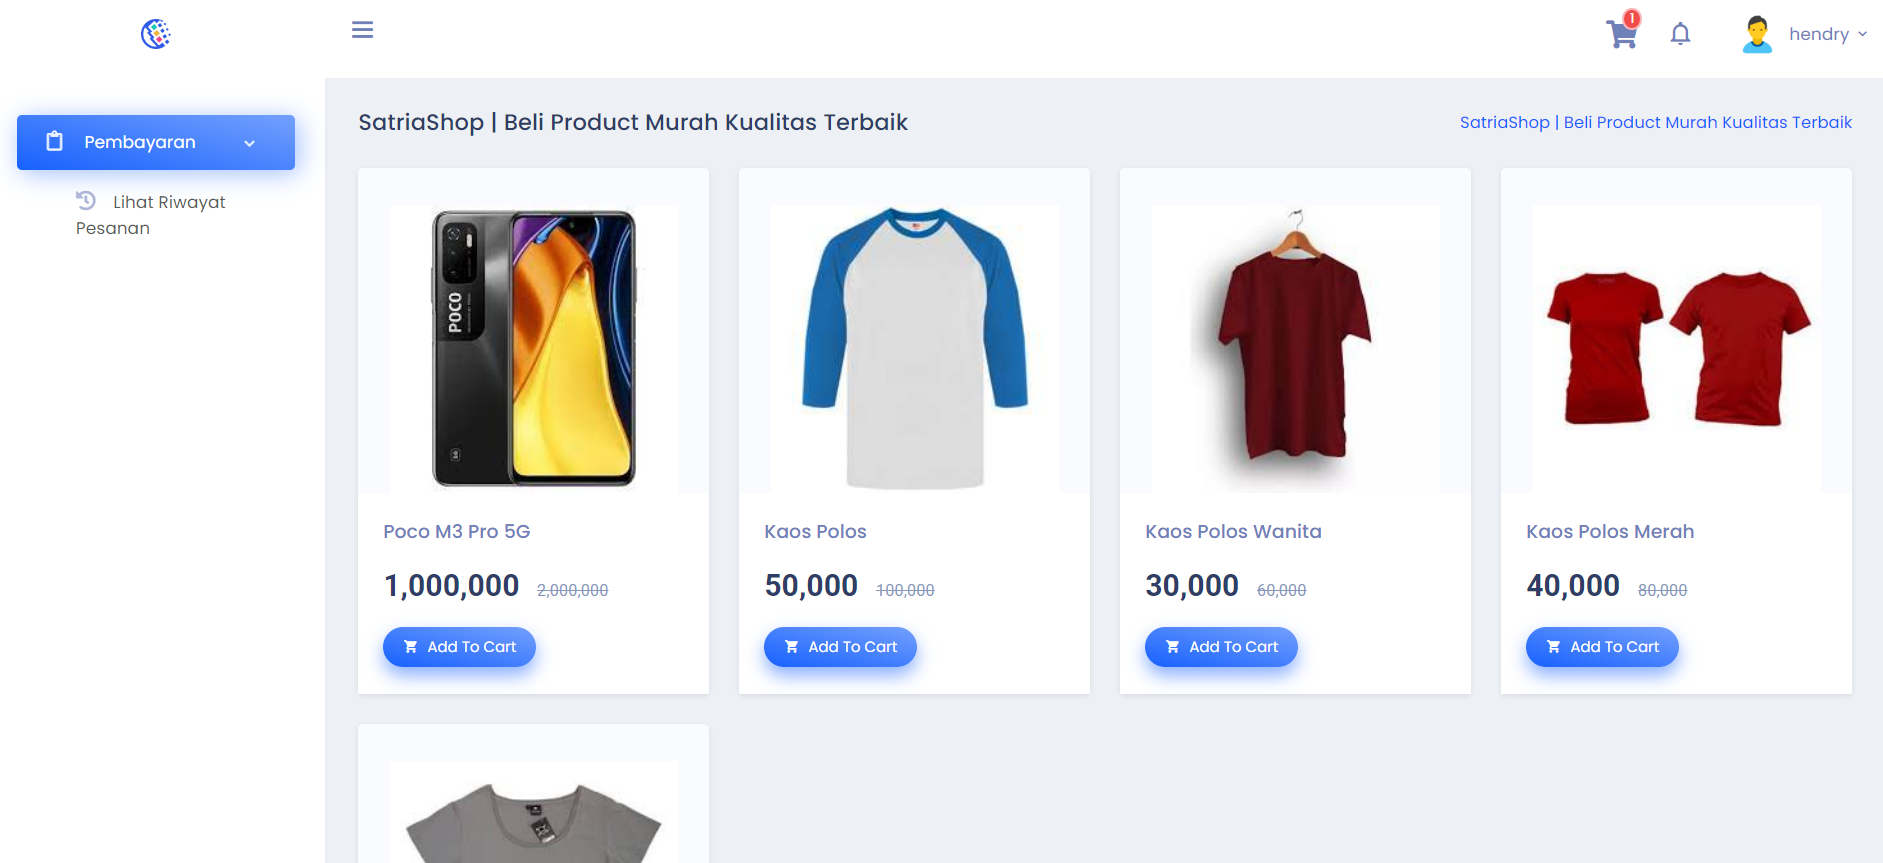 1
hendry
Pembayaran
Lihat Riwayat
Pesanan
SatriaShop | Beli Product Murah Kualitas Terbaik
SatriaShop | Beli Product Murah Kualitas Terbaik
POCO
5G
Poco M3 Pro 5G
1,000,000 2,000,000
Add To Cart
Kaos Polos
50,000 100,000
Add To Cart
Kaos Polos Wanita
30,000 60,000
Add To Cart
Kaos Polos Merah
40,000 80,000
Add To Cart